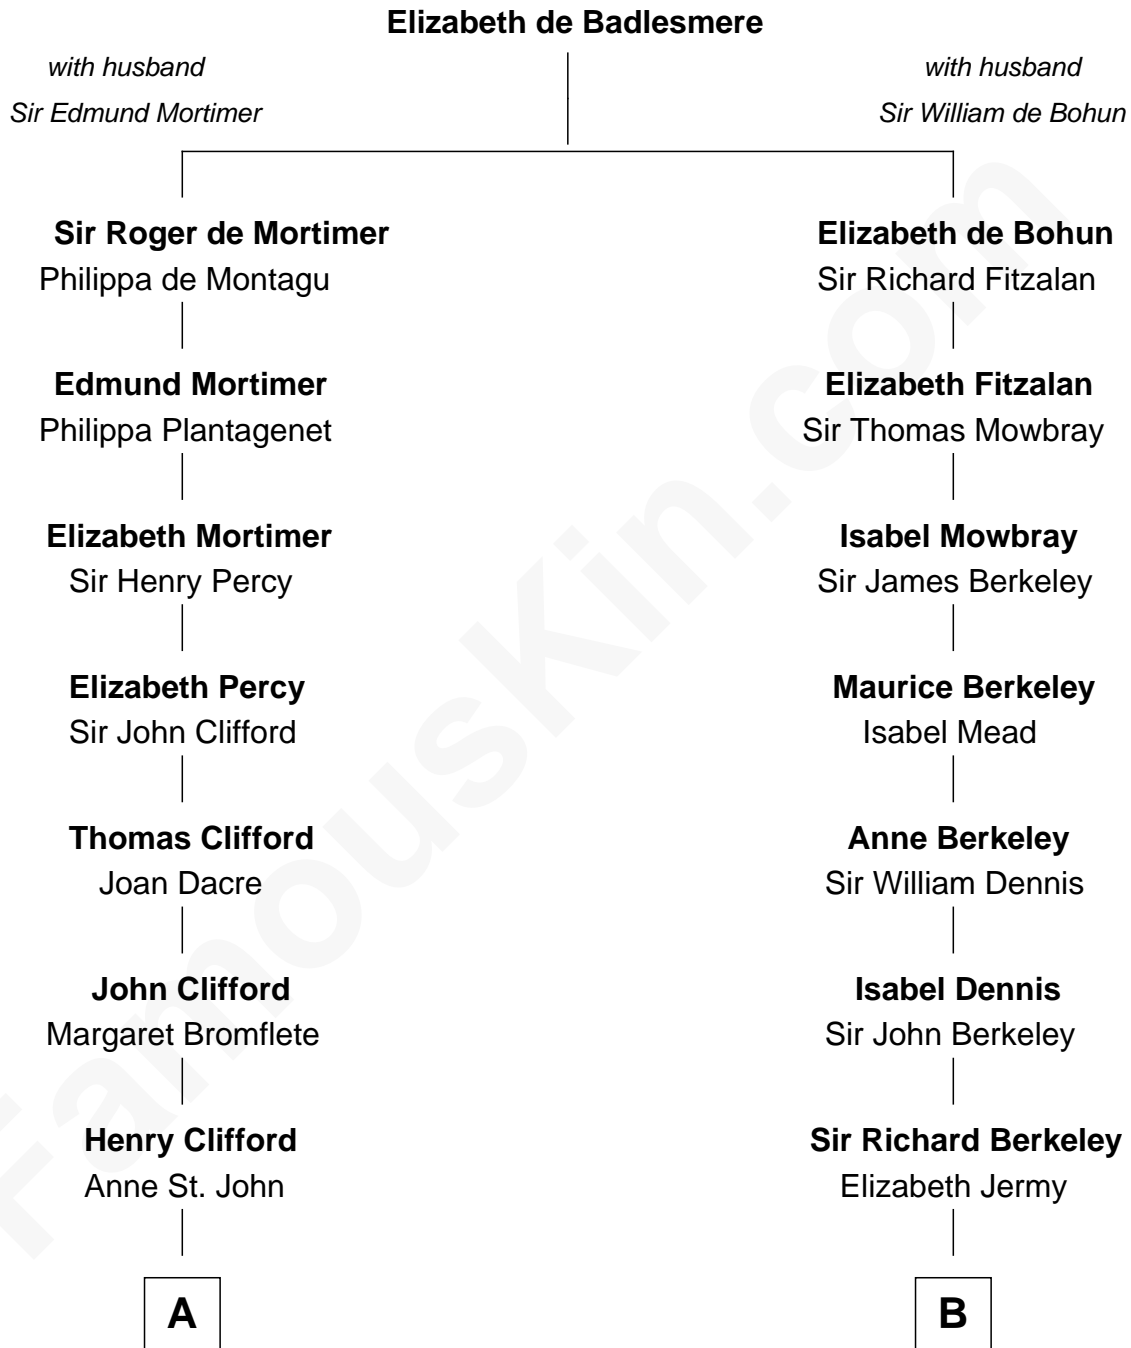 Elizabeth de Badlesmere
with husband
Sir Edmund Mortimer
with husband
Sir William de Bohun
Sir Roger de Mortimer
Philippa de Montagu
Elizabeth de Bohun
Sir Richard Fitzalan
Edmund Mortimer
Philippa Plantagenet
Elizabeth Fitzalan
Sir Thomas Mowbray
Elizabeth Mortimer
Sir Henry Percy
Isabel Mowbray
Sir James Berkeley
Elizabeth Percy
Sir John Clifford
Maurice Berkeley
Isabel Mead
Thomas Clifford
Joan Dacre
Anne Berkeley
Sir William Dennis
John Clifford
Margaret Bromflete
Isabel Dennis
Sir John Berkeley
Henry Clifford
Anne St. John
Sir Richard Berkeley
Elizabeth Jermy
A
B
FamousKin.com